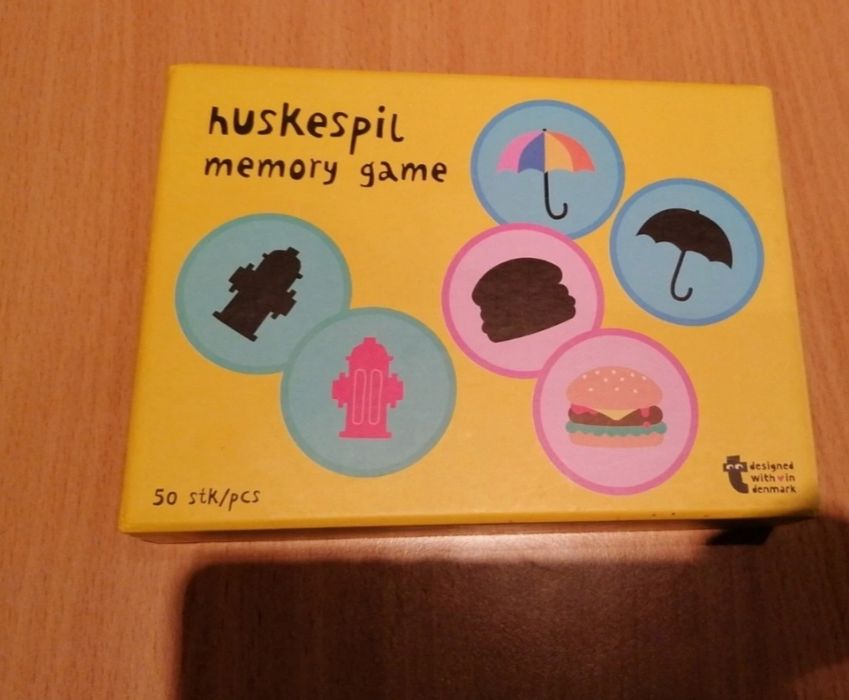 huskespil
memory game
50 stk/pcs
designed
with♥in
denmark